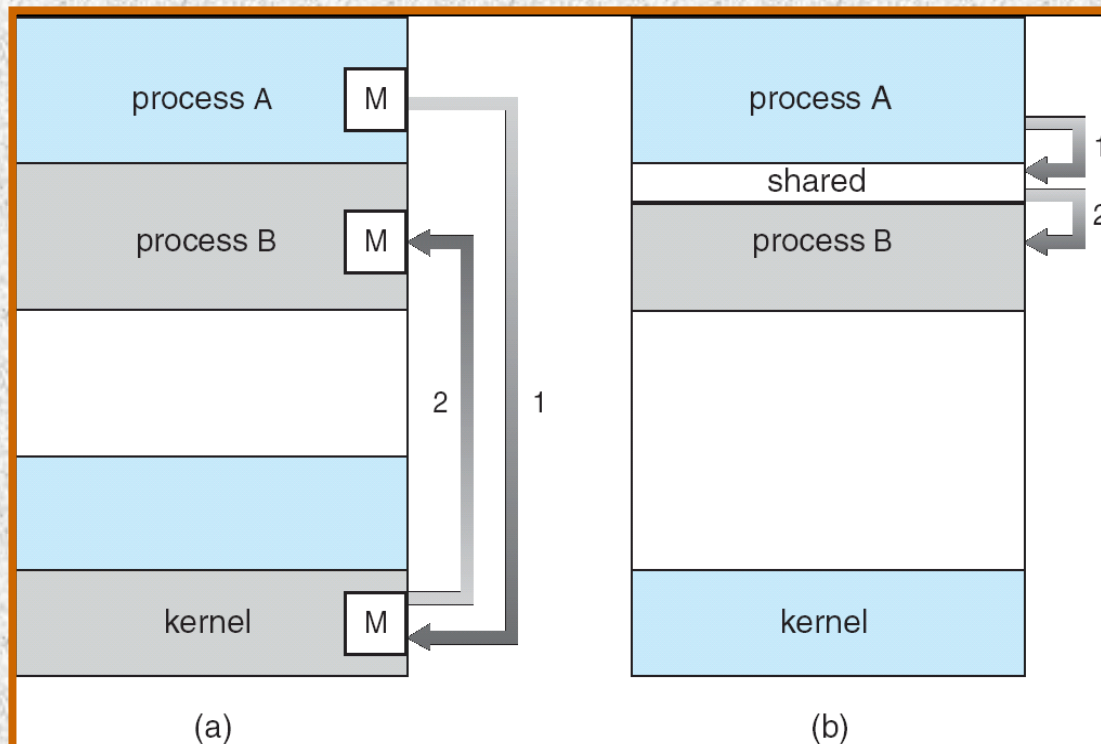 process A
M
process B
M
2
1
kernel
M
(a)
process A
1
shared
2
process B
kernel
(b)